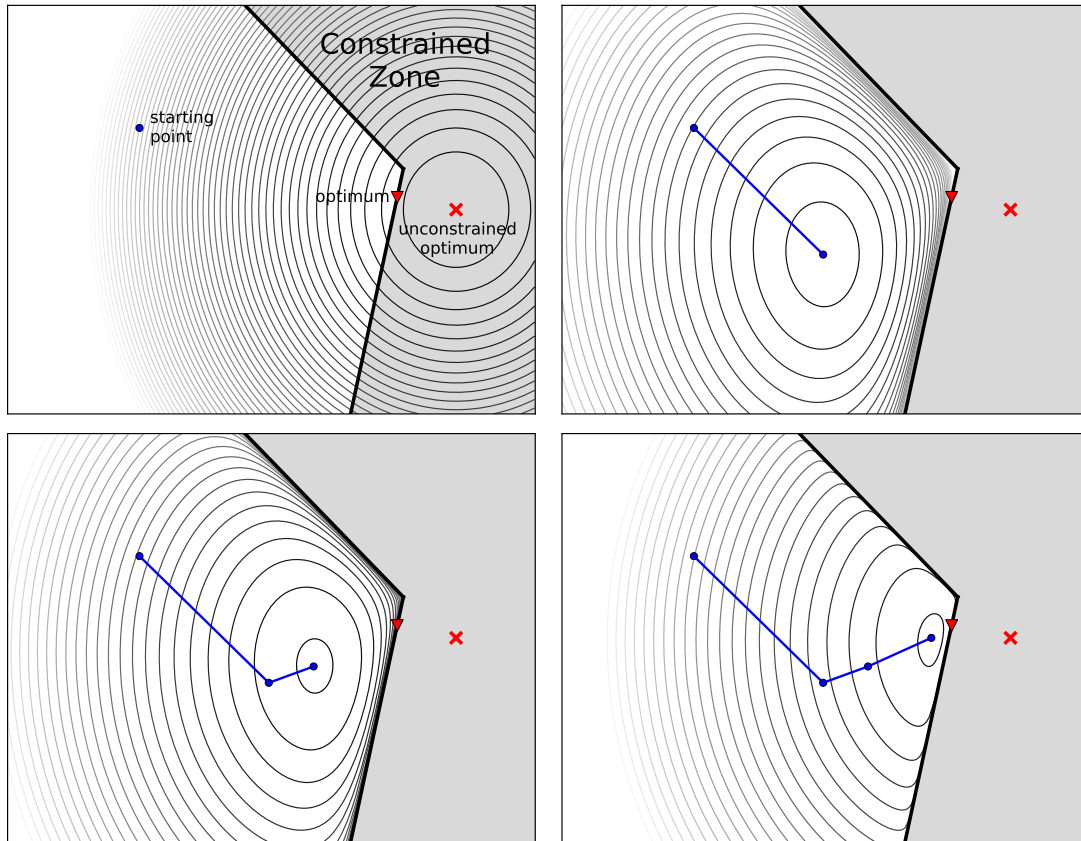 Constrained
Zone
starting
point
optimum
unconstrained
optimum